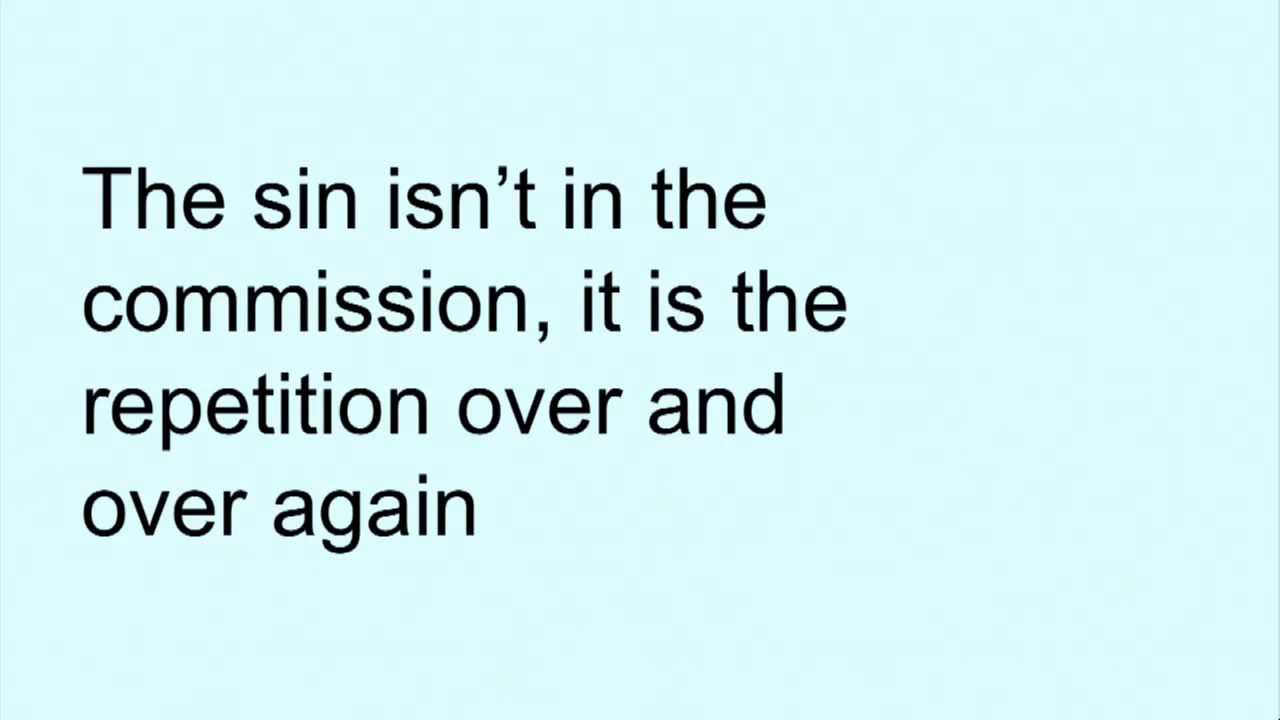 The sin isn’t in the
commission, it is the
repetition over and
over again